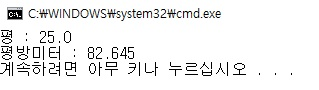 C:₩WINDOWS₩system32₩cmd.exe
평 : 25.0
평방미터 : 82.645
계속하려면 아무 키나 누르십시오 . . .